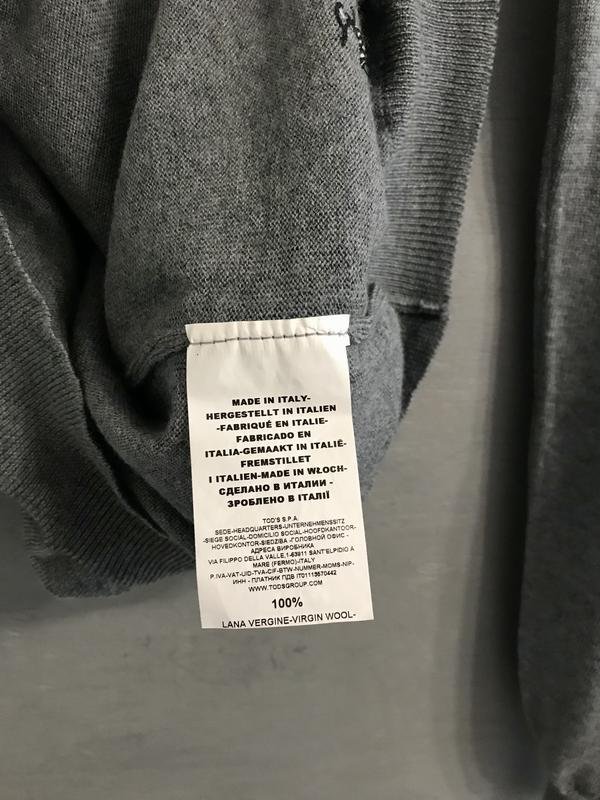 MADE IN ITALY-
HERGESTELLT IN ITALIEN
-FABRIQUÉ EN ITALIE-
FABRICADO EN
ITALIA-GEMAAKT IN ITALIË-
FREMSTILLET
I ITALIEN-MADE IN WŁOCH-
СДЕЛАНО В ИТАЛИИ -
ЗРОБЛЕНО В ІТАЛІЇ
TOD'S S.P.A.
SEDE-HEADQUARTERS-UNTERNEHMENSSITZ
-SIEGE SOCIAL-DOMICILIO SOCIAL-HOOFDKANTOOR-
HOVEDKONTOR-SIEDZIBA -ГОЛОВНОЙ ОФИС -
АДРЕСА ВИРОБНИКА
VIA FILIPPO DELLA VALLE,1-63811 SANT'ELPIDIO A
MARE (FERMO)-ITALY
P.IVA-VAT-UID-TVA-CIF-BTW-NUMMER-MOMS-NIP-
ИНН - ПЛАТНИК ПДВ IT01113570442
WWW.TODSGROUP.COM
100%
LANA VERGINE-VIRGIN WOOL-